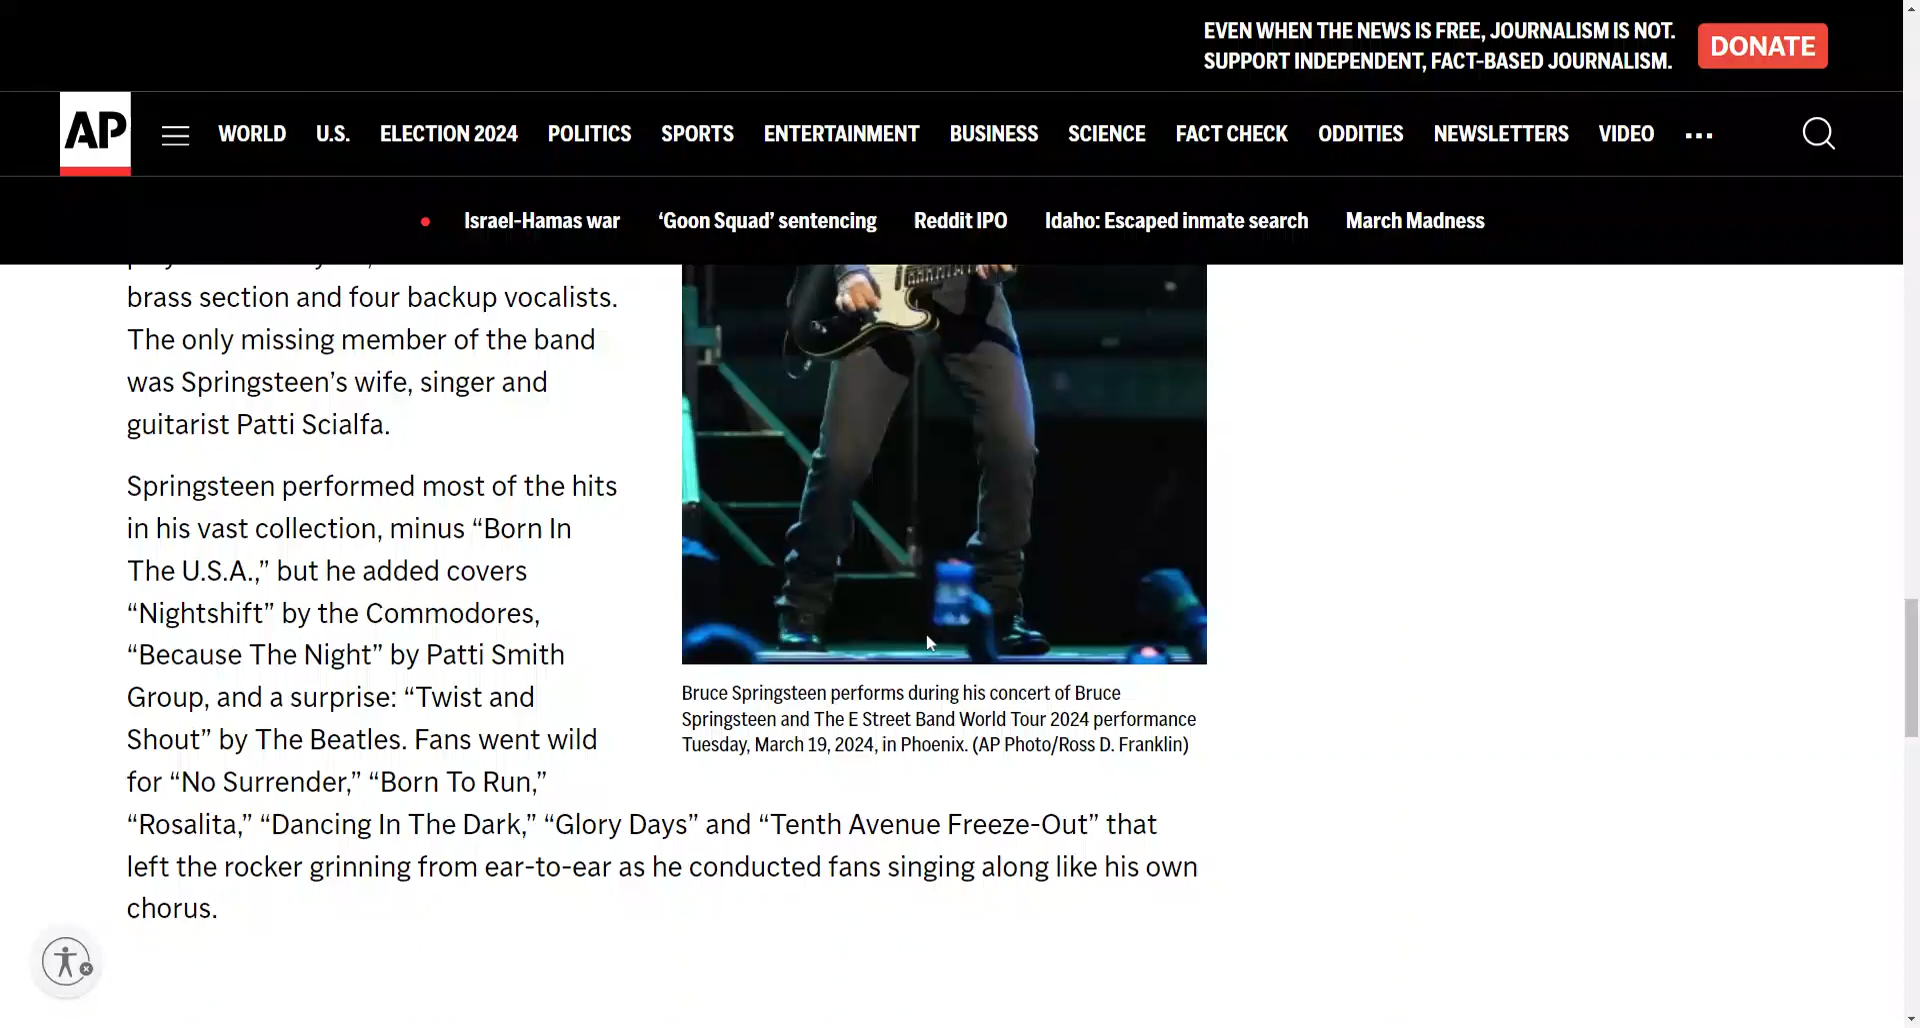 EVEN WHEN THE NEWS IS FREE, JOURNALISM IS NOT.
SUPPORT INDEPENDENT, FACT-BASED JOURNALISM.
DONATE
AP
WORLD U.S. ELECTION 2024 POLITICS SPORTS ENTERTAINMENT BUSINESS SCIENCE FACT CHECK ODDITIES NEWSLETTERS VIDEO
Israel-Hamas war ‘Goon Squad’ sentencing Reddit IPO Idaho: Escaped inmate search March Madness
brass section and four backup vocalists.
The only missing member of the band
was Springsteen’s wife, singer and
guitarist Patti Scialfa.
Springsteen performed most of the hits
in his vast collection, minus “Born In
The U.S.A.,” but he added covers
“Nightshift” by the Commodores,
“Because The Night” by Patti Smith
Group, and a surprise: “Twist and
Shout” by The Beatles. Fans went wild
for “No Surrender,” “Born To Run,”
“Rosalita,” “Dancing In The Dark,” “Glory Days” and “Tenth Avenue Freeze-Out” that
left the rocker grinning from ear-to-ear as he conducted fans singing along like his own
chorus.
Bruce Springsteen performs during his concert of Bruce
Springsteen and The E Street Band World Tour 2024 performance
Tuesday, March 19, 2024, in Phoenix. (AP Photo/Ross D. Franklin)